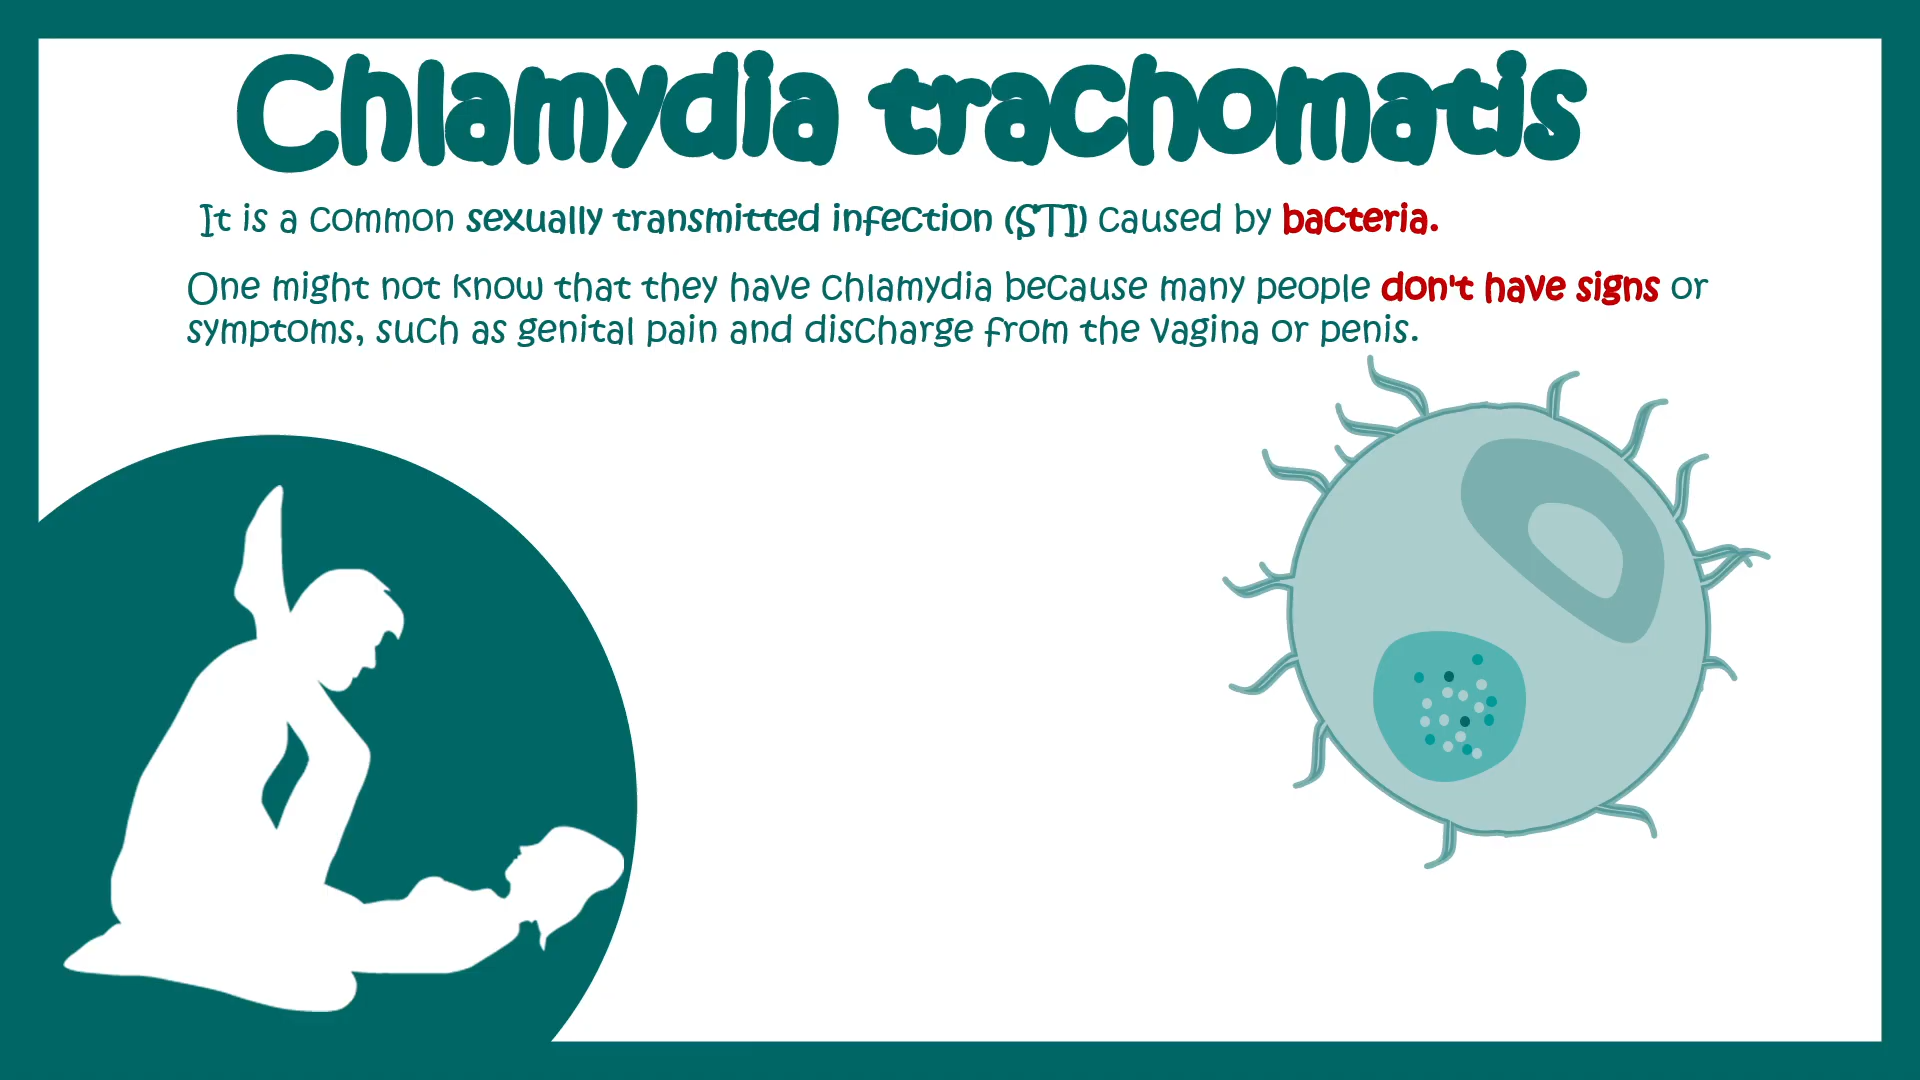 Chlamydia trachomatis
It is a common sexually transmitted infection (STI) caused by bacteria.
One might not know that they have chlamydia because many people don't have signs or
symptoms, such as genital pain and discharge from the vagina or penis.